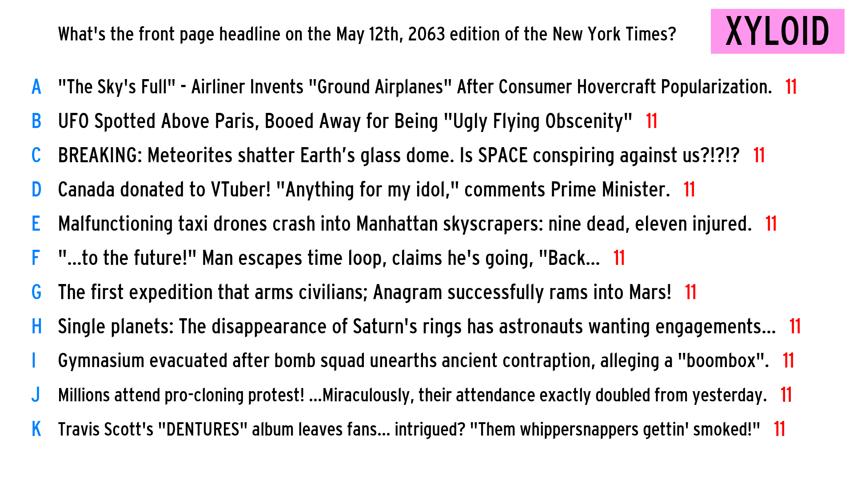 What's the front page headline on the May 12th, 2063 edition of the New York Times?
XYLOID
A "The Sky's Full" - Airliner Invents "Ground Airplanes" After Consumer Hovercraft Popularization. 11
B UFO Spotted Above Paris, Booed Away for Being "Ugly Flying Obscenity" 11
C BREAKING: Meteorites shatter Earth’s glass dome. Is SPACE conspiring against us?!?!? 11
D Canada donated to VTuber! "Anything for my idol," comments Prime Minister. 11
E Malfunctioning taxi drones crash into Manhattan skyscrapers: nine dead, eleven injured. 11
F "...to the future!" Man escapes time loop, claims he's going, "Back... 11
G The first expedition that arms civilians; Anagram successfully rams into Mars! 11
H Single planets: The disappearance of Saturn's rings has astronauts wanting engagements... 11
I Gymnasium evacuated after bomb squad unearths ancient contraption, alleging a "boombox". 11
J Millions attend pro-cloning protest! ...Miraculously, their attendance exactly doubled from yesterday. 11
K Travis Scott's "DENTURES" album leaves fans... intrigued? "Them whippersnappers gettin' smoked!" 11